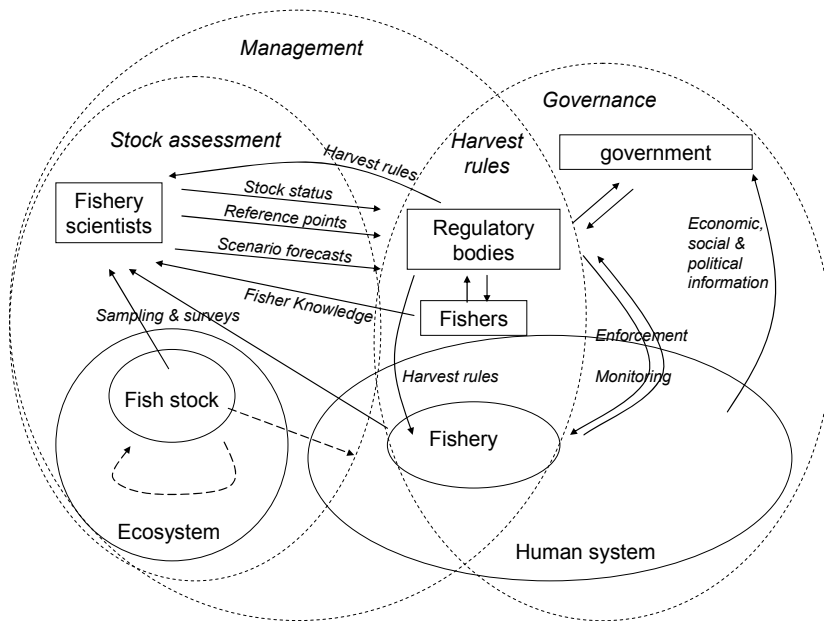 Management
Governance
Stock assessment
Harvest
rules
Harvest rules
government
Fishery
scientists
Stock status
Reference points
Scenario forecasts
Regulatory
bodies
Economic,
social &
political
information
Fisher Knowledge
Sampling & surveys
Fishers
Enforcement
Monitoring
Harvest rules
Fish stock
Fishery
Ecosystem
Human system